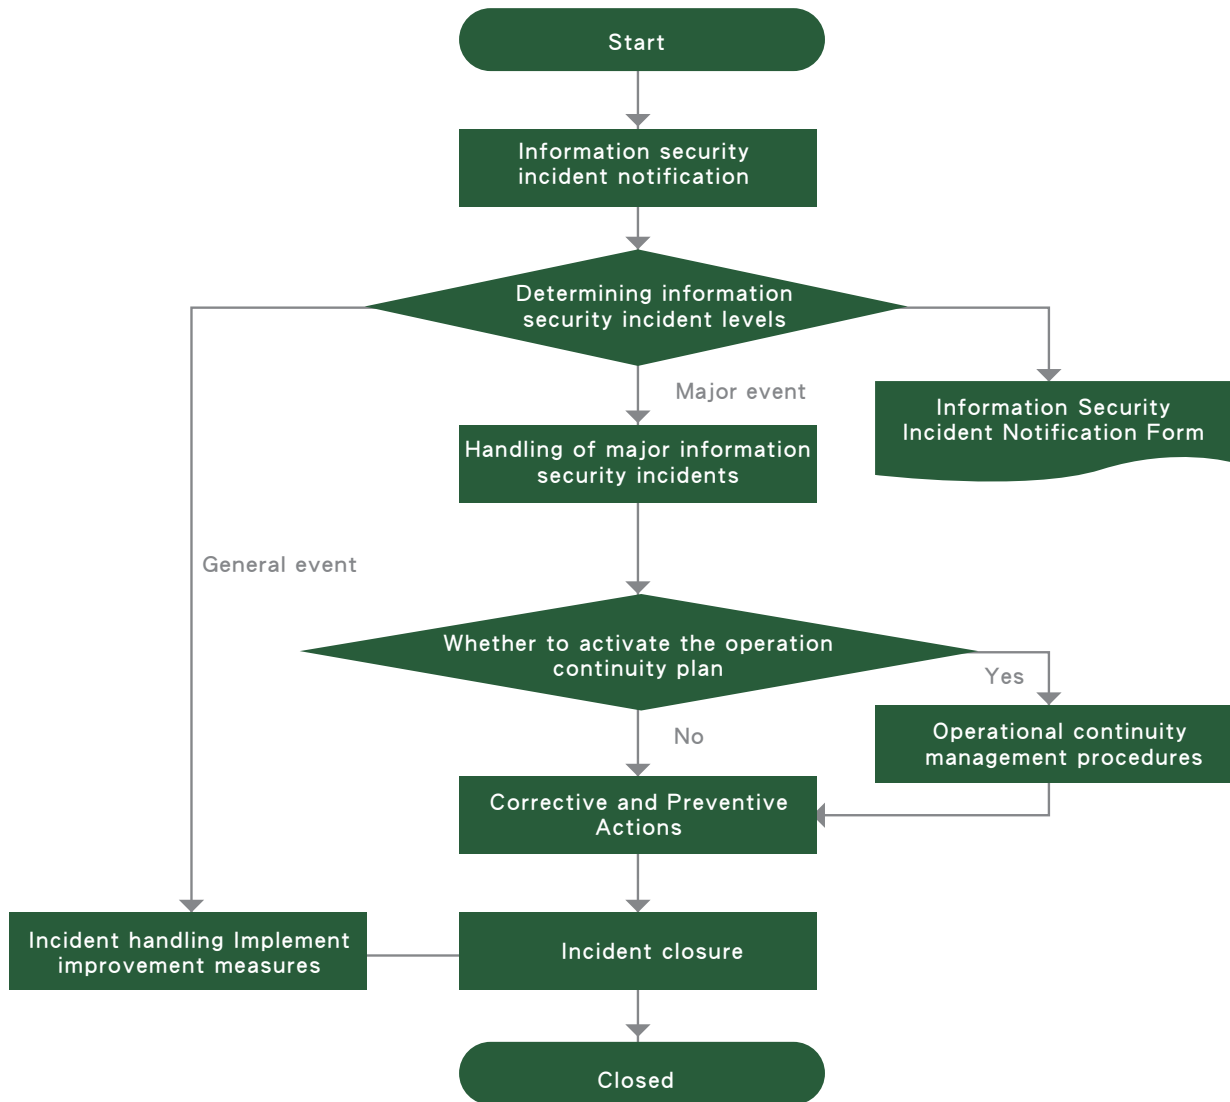 Start
Information security
incident notification
Determining information
security incident levels
Major event
Information Security
Incident Notification Form
Handling of major information
security incidents
General event
Whether to activate the operation
continuity plan
Yes
No
Operational continuity
management procedures
Corrective and Preventive
Actions
Incident handling Implement
improvement measures
Incident closure
Closed